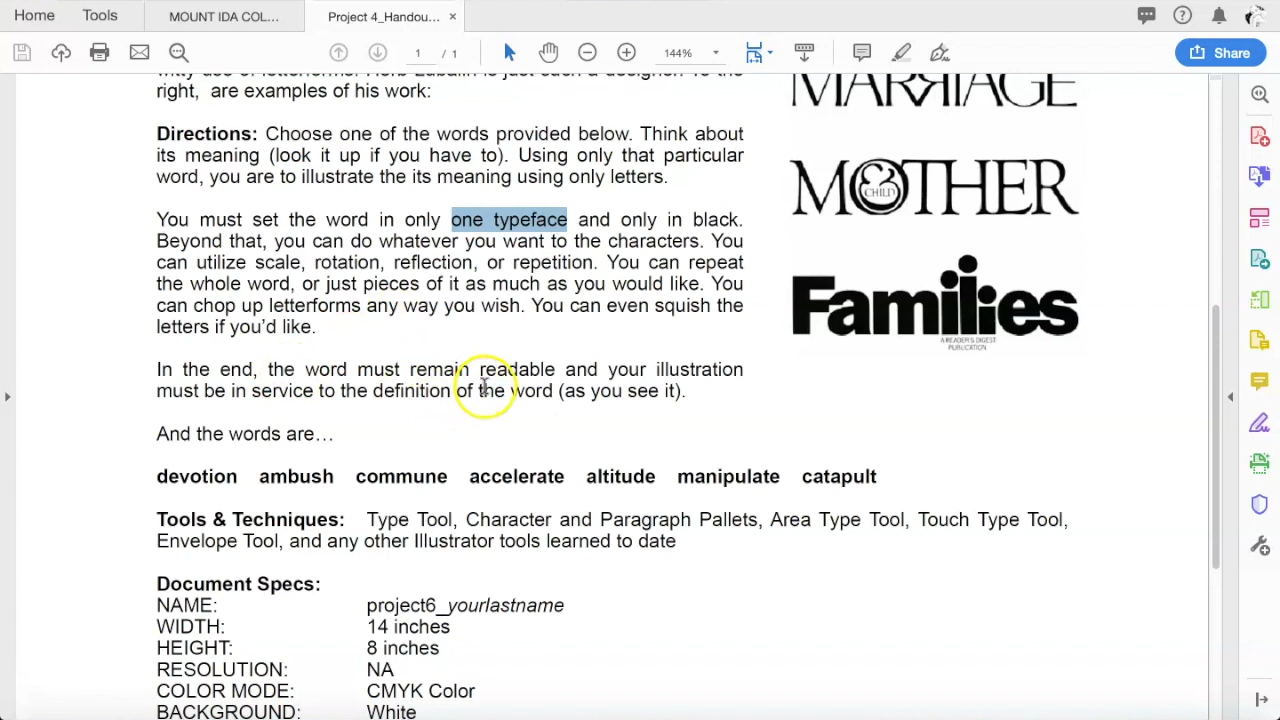 Home Tools MOUNT IDA COL... Project 4_Handou... ×
1 / 1 144% Share
right, are examples of his work:
MARRIAGE
Directions: Choose one of the words provided below. Think about
its meaning (look it up if you have to). Using only that particular
word, you are to illustrate the its meaning using only letters.
MOTHER
& CHILD
You must set the word in only one typeface and only in black.
Beyond that, you can do whatever you want to the characters. You
can utilize scale, rotation, reflection, or repetition. You can repeat
the whole word, or just pieces of it as much as you would like. You
can chop up letterforms any way you wish. You can even squish the
letters if you'd like.
Families
A READER'S DIGEST
PUBLICATION
In the end, the word must remain readable and your illustration
must be in service to the definition of the word (as you see it).
And the words are…
devotion ambush commune accelerate altitude manipulate catapult
Tools & Techniques: Type Tool, Character and Paragraph Pallets, Area Type Tool, Touch Type Tool,
Envelope Tool, and any other Illustrator tools learned to date
Document Specs:
NAME: project6_yourlastname
WIDTH: 14 inches
HEIGHT: 8 inches
RESOLUTION: NA
COLOR MODE: CMYK Color
BACKGROUND: White